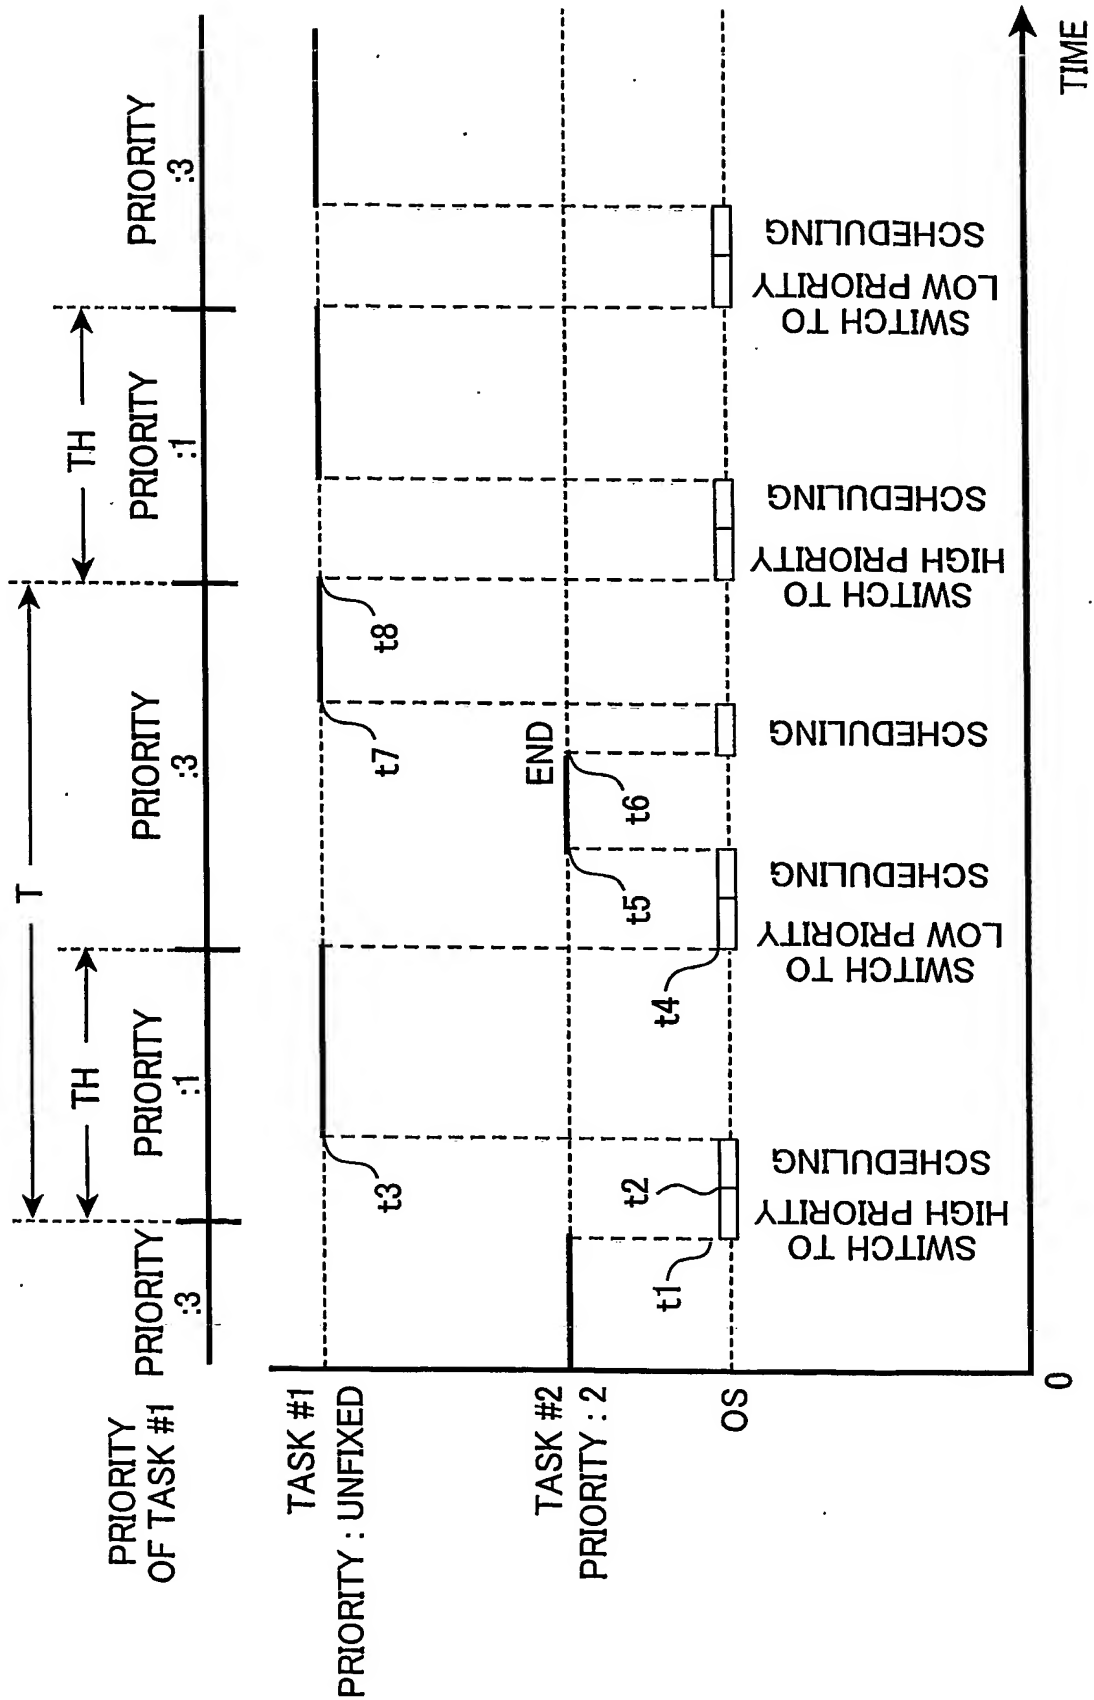 T
TH
TH
PRIORITY
OF TASK #1
PRIORITY
:3
PRIORITY
:1
PRIORITY
:3
PRIORITY
:1
PRIORITY
:3
TASK #1
PRIORITY : UNFIXED
t3
t7
t8
TASK #2
PRIORITY : 2
END
t1
t2
t4
t5
t6
OS
SWITCH TO
HIGH PRIORITY
SCHEDULING
SWITCH TO
LOW PRIORITY
SCHEDULING
SCHEDULING
SWITCH TO
HIGH PRIORITY
SCHEDULING
SWITCH TO
LOW PRIORITY
SCHEDULING
0
TIME